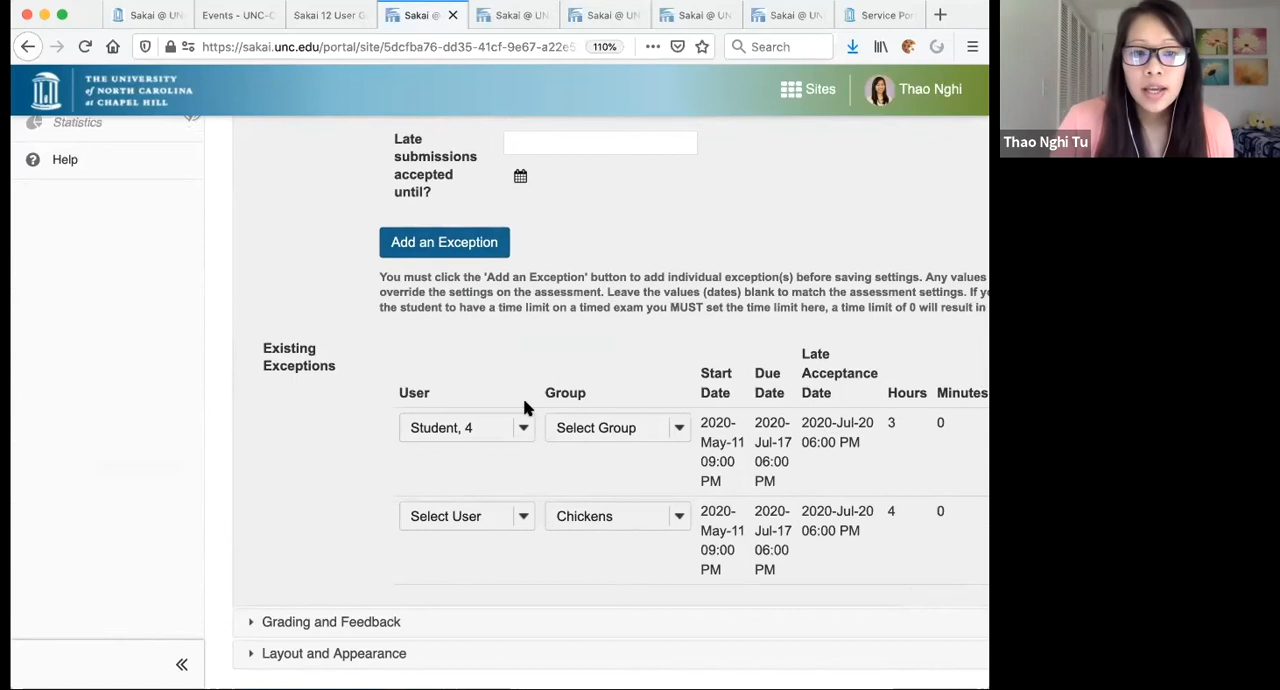 Sakai @ UN
Events - UNC-C
Sakai 12 User G
Sakai @
Sakai @ UN
Sakai @ UN
Sakai @ UN
Sakai @ UN
Service Por
https://sakai.unc.edu/portal/site/5dcfba76-dd35-41cf-9e67-a22e5
110%
Search
THE UNIVERSITY
of NORTH CAROLINA
at CHAPEL HILL
Sites
Thao Nghi
Thao Nghi Tu
Statistics
Help
Late
submissions
accepted
until?
Add an Exception
You must click the 'Add an Exception' button to add individual exception(s) before saving settings. Any values
override the settings on the assessment. Leave the values (dates) blank to match the assessment settings. If yo
the student to have a time limit on a timed exam you MUST set the time limit here, a time limit of 0 will result in
Existing
Exceptions
User
Group
Start
Date
Due
Date
Late
Acceptance
Date
Hours
Minutes
Student, 4
Select Group
2020-
May-11
09:00
PM
2020-
Jul-17
06:00
PM
2020-Jul-20
06:00 PM
3
0
Select User
Chickens
2020-
May-11
09:00
PM
2020-
Jul-17
06:00
PM
2020-Jul-20
06:00 PM
4
0
Grading and Feedback
Layout and Appearance